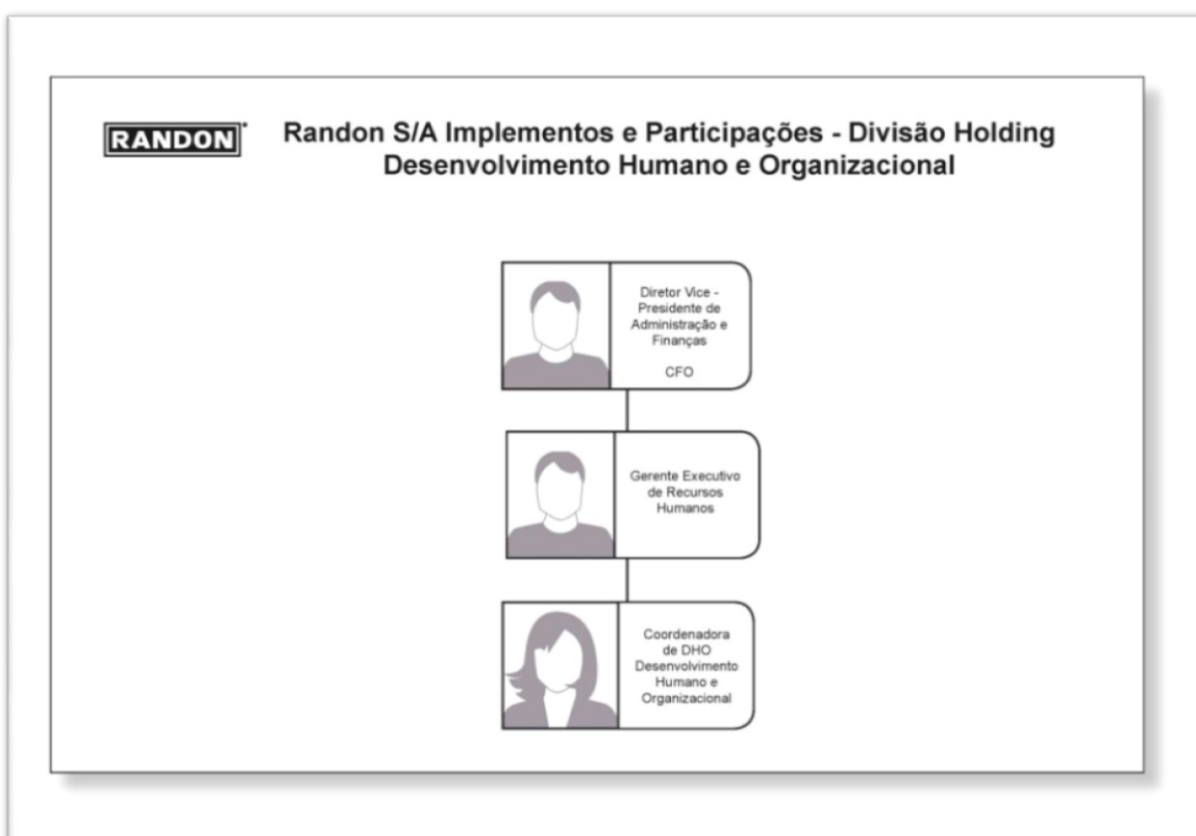 RANDON
Randon S/A Implementos e Participações - Divisão Holding
Desenvolvimento Humano e Organizacional
Diretor Vice -
Presidente de
Administração e
Finanças
CFO
Gerente Executivo
de Recursos
Humanos
Coordenadora
de DHO
Desenvolvimento
Humano e
Organizacional